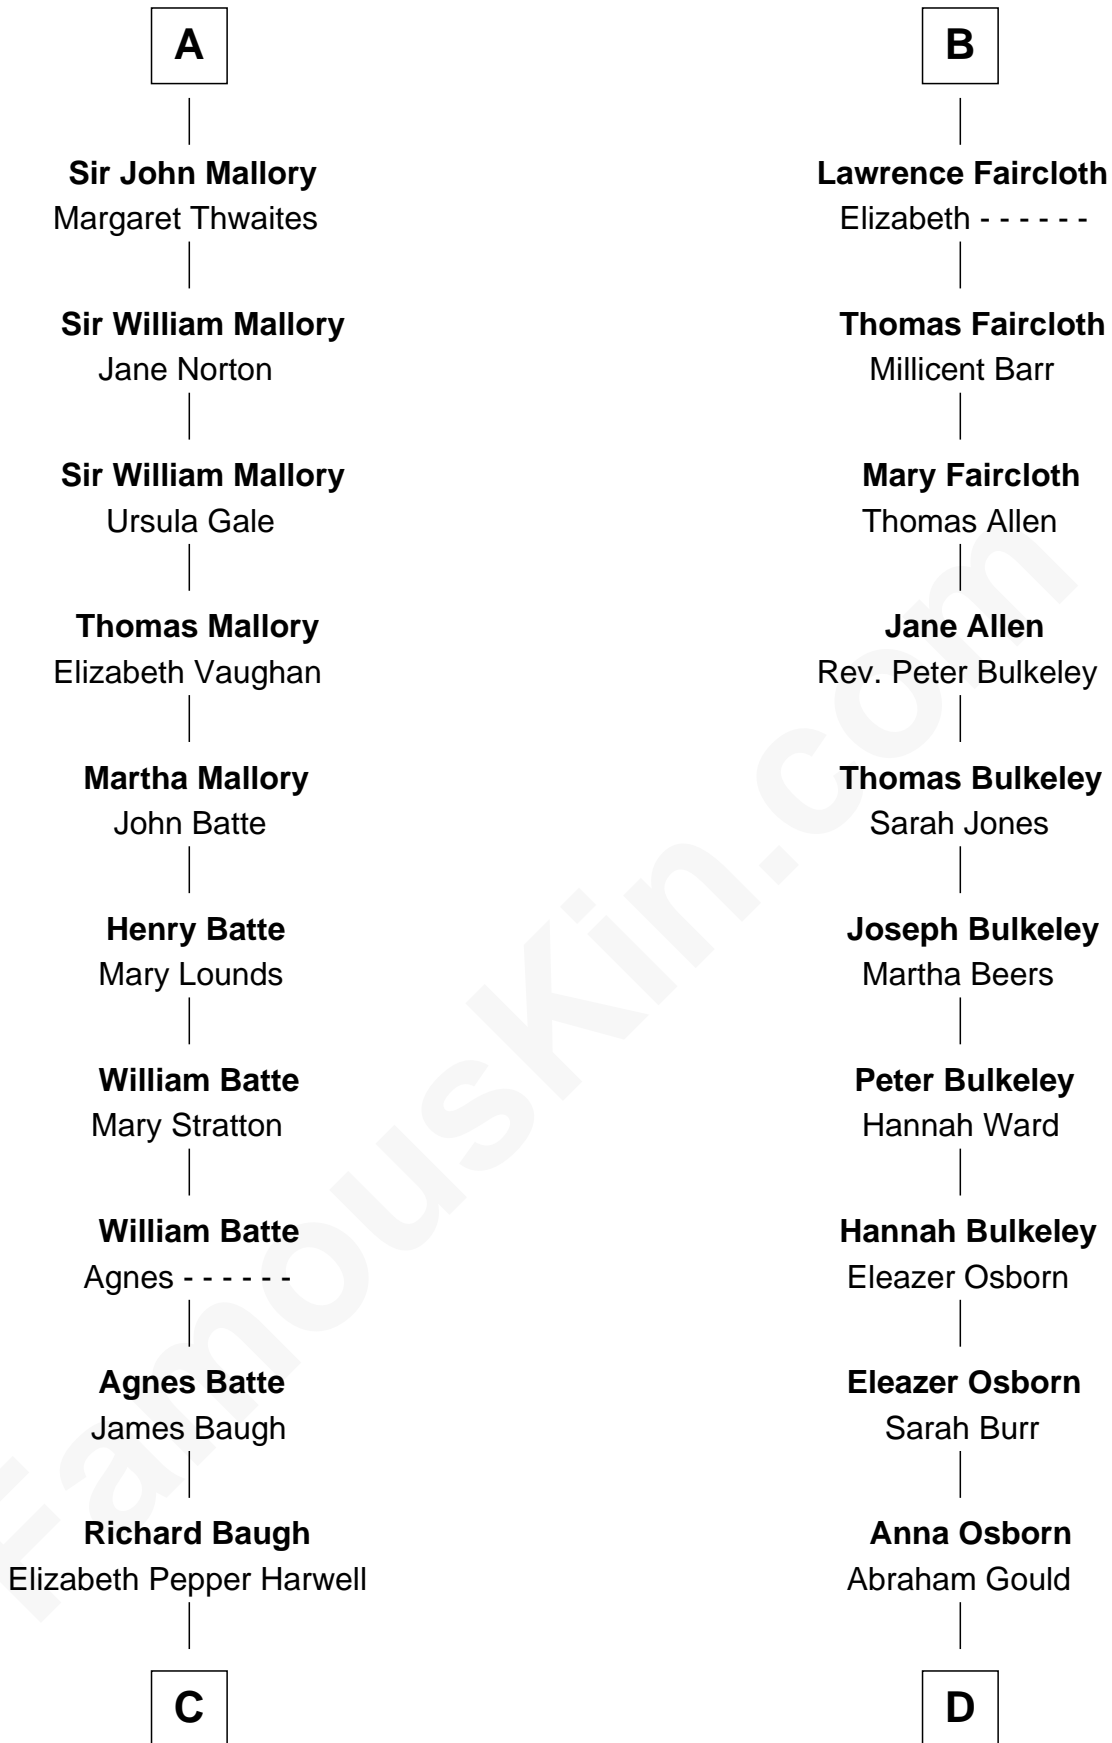 A
Sir John Mallory
Margaret Thwaites
Sir William Mallory
Jane Norton
Sir William Mallory
Ursula Gale
Thomas Mallory
Elizabeth Vaughan
Martha Mallory
John Batte
Henry Batte
Mary Lounds
William Batte
Mary Stratton
William Batte
Agnes - - - - - -
Agnes Batte
James Baugh
Richard Baugh
Elizabeth Pepper Harwell
C
B
Lawrence Faircloth
Elizabeth - - - - - -
Thomas Faircloth
Millicent Barr
Mary Faircloth
Thomas Allen
Jane Allen
Rev. Peter Bulkeley
Thomas Bulkeley
Sarah Jones
Joseph Bulkeley
Martha Beers
Peter Bulkeley
Hannah Ward
Hannah Bulkeley
Eleazer Osborn
Eleazer Osborn
Sarah Burr
Anna Osborn
Abraham Gould
D
FamousKin.com